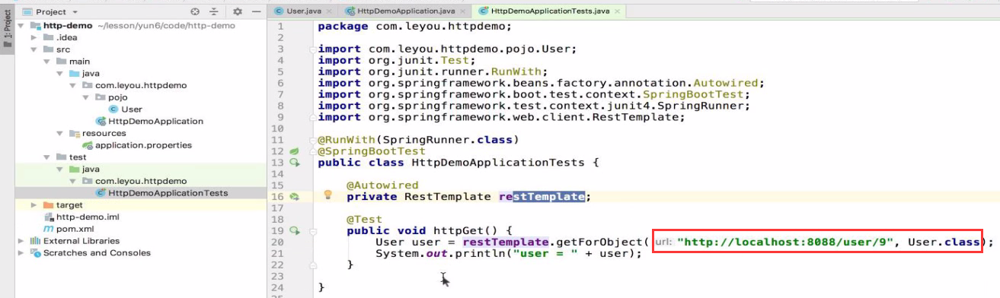 1: Project
Project
http-demo ~/lesson/yun6/code/http-demo
.idea
src
main
java
com.leyou.httpdemo
pojo
User
HttpDemoApplication
resources
application.properties
test
java
com.leyou.httpdemo
HttpDemoApplicationTests
target
http-demo.iml
pom.xml
External Libraries
Scratches and Consoles
User.java HttpDemoApplication.java HttpDemoApplicationTests.java
1 package com.leyou.httpdemo;
2
3 import com.leyou.httpdemo.pojo.User;
4 import org.junit.Test;
5 import org.junit.runner.RunWith;
6 import org.springframework.beans.factory.annotation.Autowired;
7 import org.springframework.boot.test.context.SpringBootTest;
8 import org.springframework.test.context.junit4.SpringRunner;
9 import org.springframework.web.client.RestTemplate;
10
11 @RunWith(SpringRunner.class)
12 @SpringBootTest
13 public class HttpDemoApplicationTests {
14
15 @Autowired
16 private RestTemplate restTemplate;
17
18 @Test
19 public void httpGet() {
20 User user = restTemplate.getForObject( url: "http://localhost:8088/user/9", User.class);
21 System.out.println("user = " + user);
22 }
23
24 }